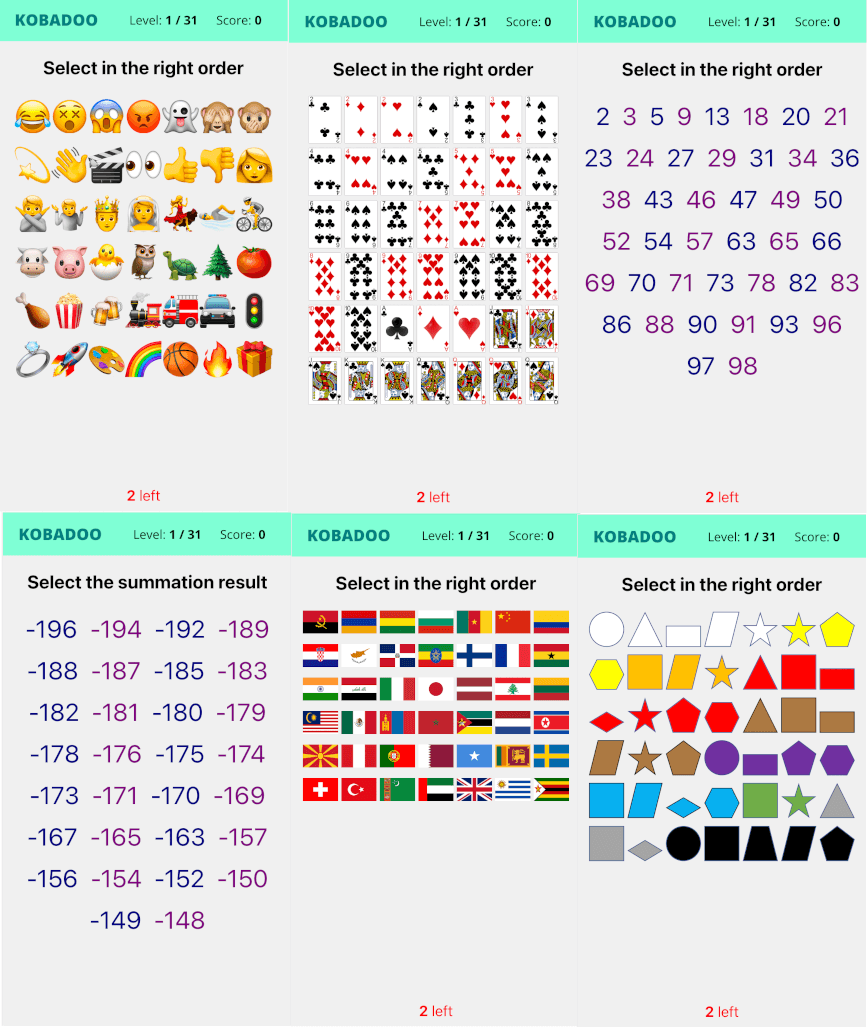 KOBADOO Level: 1 / 31 Score: 0
Select in the right order
2 left
KOBADOO Level: 1 / 31 Score: 0
Select in the right order
2 left
KOBADOO Level: 1 / 31 Score: 0
Select in the right order
2 3 5 9 13 18 20 21
23 24 27 29 31 34 36
38 43 46 47 49 50
52 54 57 63 65 66
69 70 71 73 78 82 83
86 88 90 91 93 96
97 98
2 left
KOBADOO Level: 1 / 31 Score: 0
Select the summation result
-196 -194 -192 -189
-188 -187 -185 -183
-182 -181 -180 -179
-178 -176 -175 -174
-173 -171 -170 -169
-167 -165 -163 -157
-156 -154 -152 -150
-149 -148
KOBADOO Level: 1 / 31 Score: 0
Select in the right order
2 left
KOBADOO Level: 1 / 31 Score: 0
Select in the right order
2 left